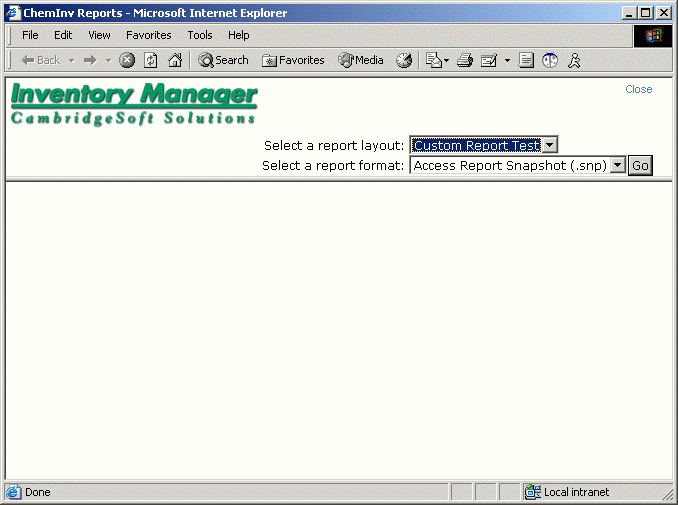 ChemInv Reports - Microsoft Internet Explorer
File Edit View Favorites Tools Help
Back Search Favorites Media
Inventory Manager
CambridgeSoft Solutions
Close
Select a report layout: Custom Report Test
Select a report format: Access Report Snapshot (.snp) Go
Done Local intranet